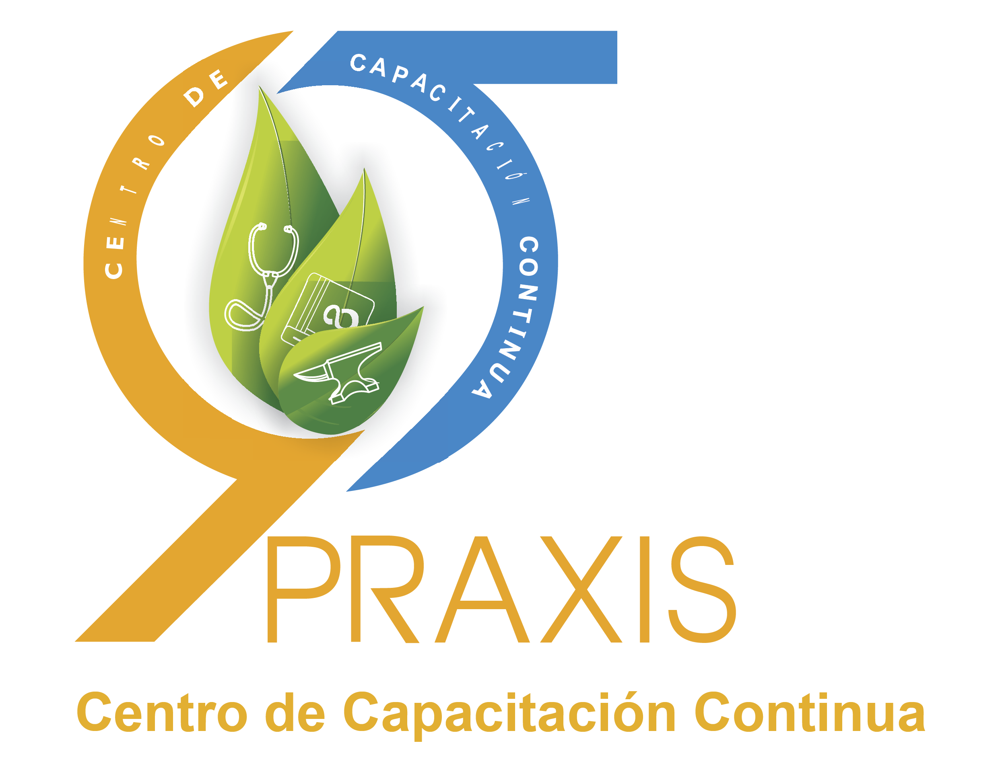 CENTRO DE
CAPACITACIÓN CONTINUA
PRAXIS
Centro de Capacitación Continua